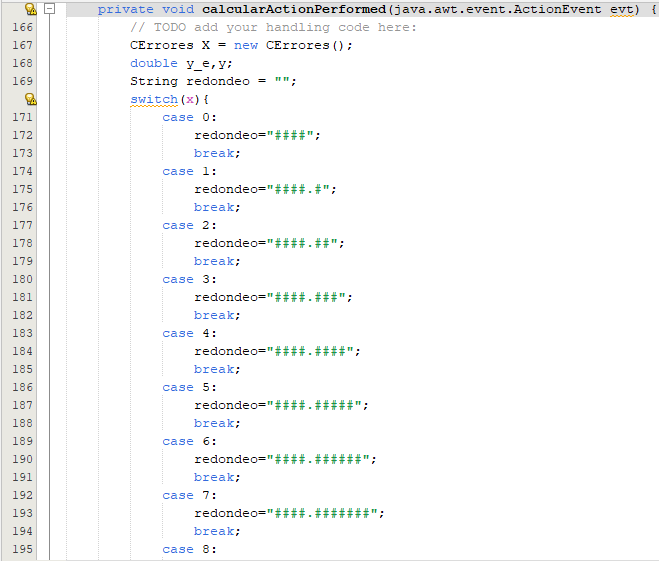 private void calcularActionPerformed(java.awt.event.ActionEvent evt) {
166 // TODO add your handling code here:
167 CErrores X = new CErrores();
168 double y_e,y;
169 String redondeo = "";
switch(x){
171 case 0:
172 redondeo="####";
173 break;
174 case 1:
175 redondeo="####.#";
176 break;
177 case 2:
178 redondeo="####.##";
179 break;
180 case 3:
181 redondeo="####.###";
182 break;
183 case 4:
184 redondeo="####.####";
185 break;
186 case 5:
187 redondeo="####.#####";
188 break;
189 case 6:
190 redondeo="####.######";
191 break;
192 case 7:
193 redondeo="####.#######";
194 break;
195 case 8: